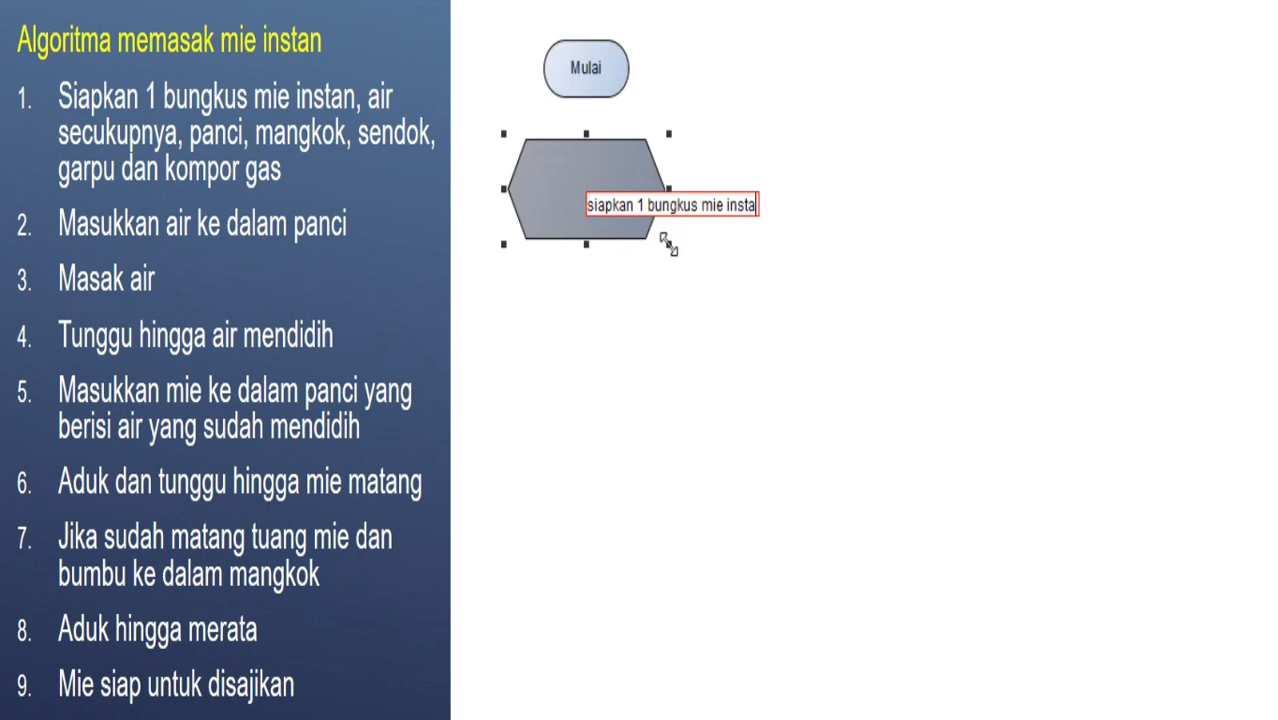 Algoritma memasak mie instan
1. Siapkan 1 bungkus mie instan, air
secukupnya, panci, mangkok, sendok,
garpu dan kompor gas
2. Masukkan air ke dalam panci
3. Masak air
4. Tunggu hingga air mendidih
5. Masukkan mie ke dalam panci yang
berisi air yang sudah mendidih
6. Aduk dan tunggu hingga mie matang
7. Jika sudah matang tuang mie dan
bumbu ke dalam mangkok
8. Aduk hingga merata
9. Mie siap untuk disajikan
Mulai
siapkan 1 bungkus mie insta